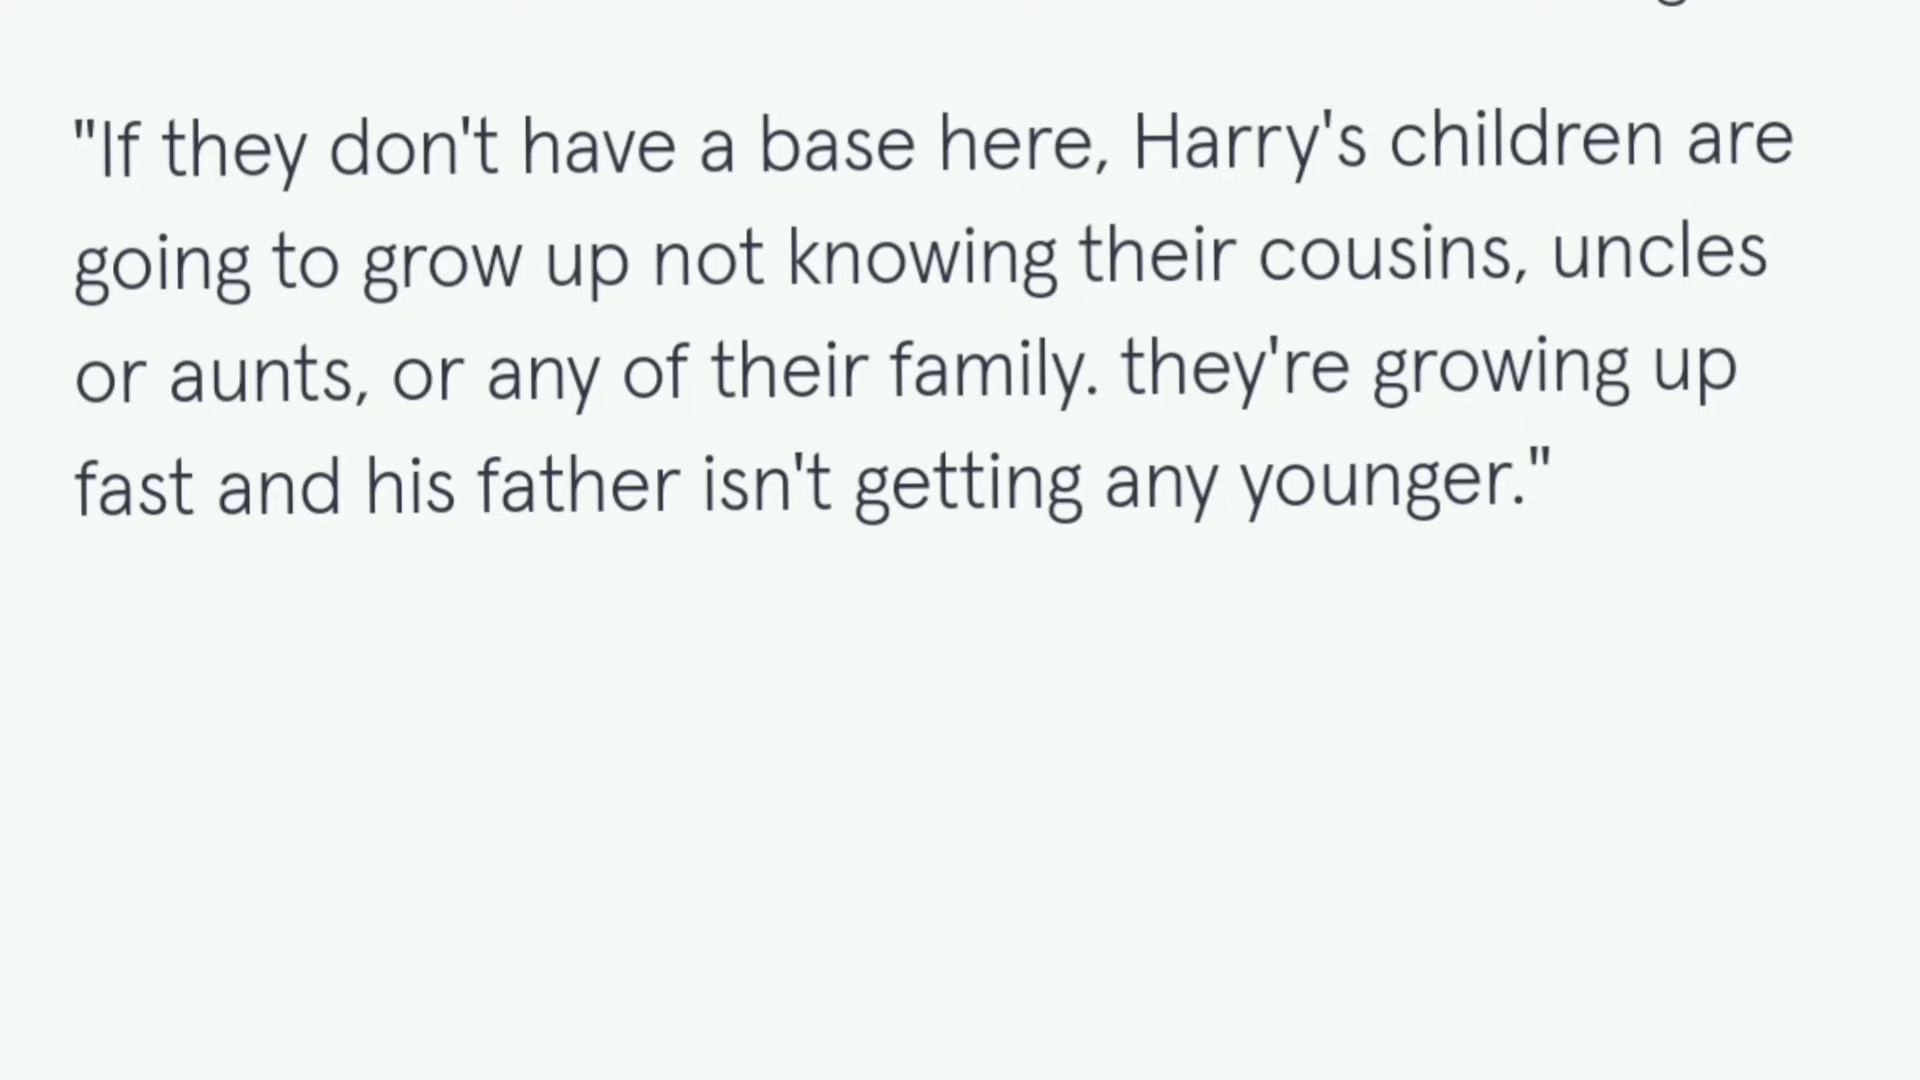 "If they don't have a base here, Harry's children are
going to grow up not knowing their cousins, uncles
or aunts, or any of their family. they're growing up
fast and his father isn't getting any younger."